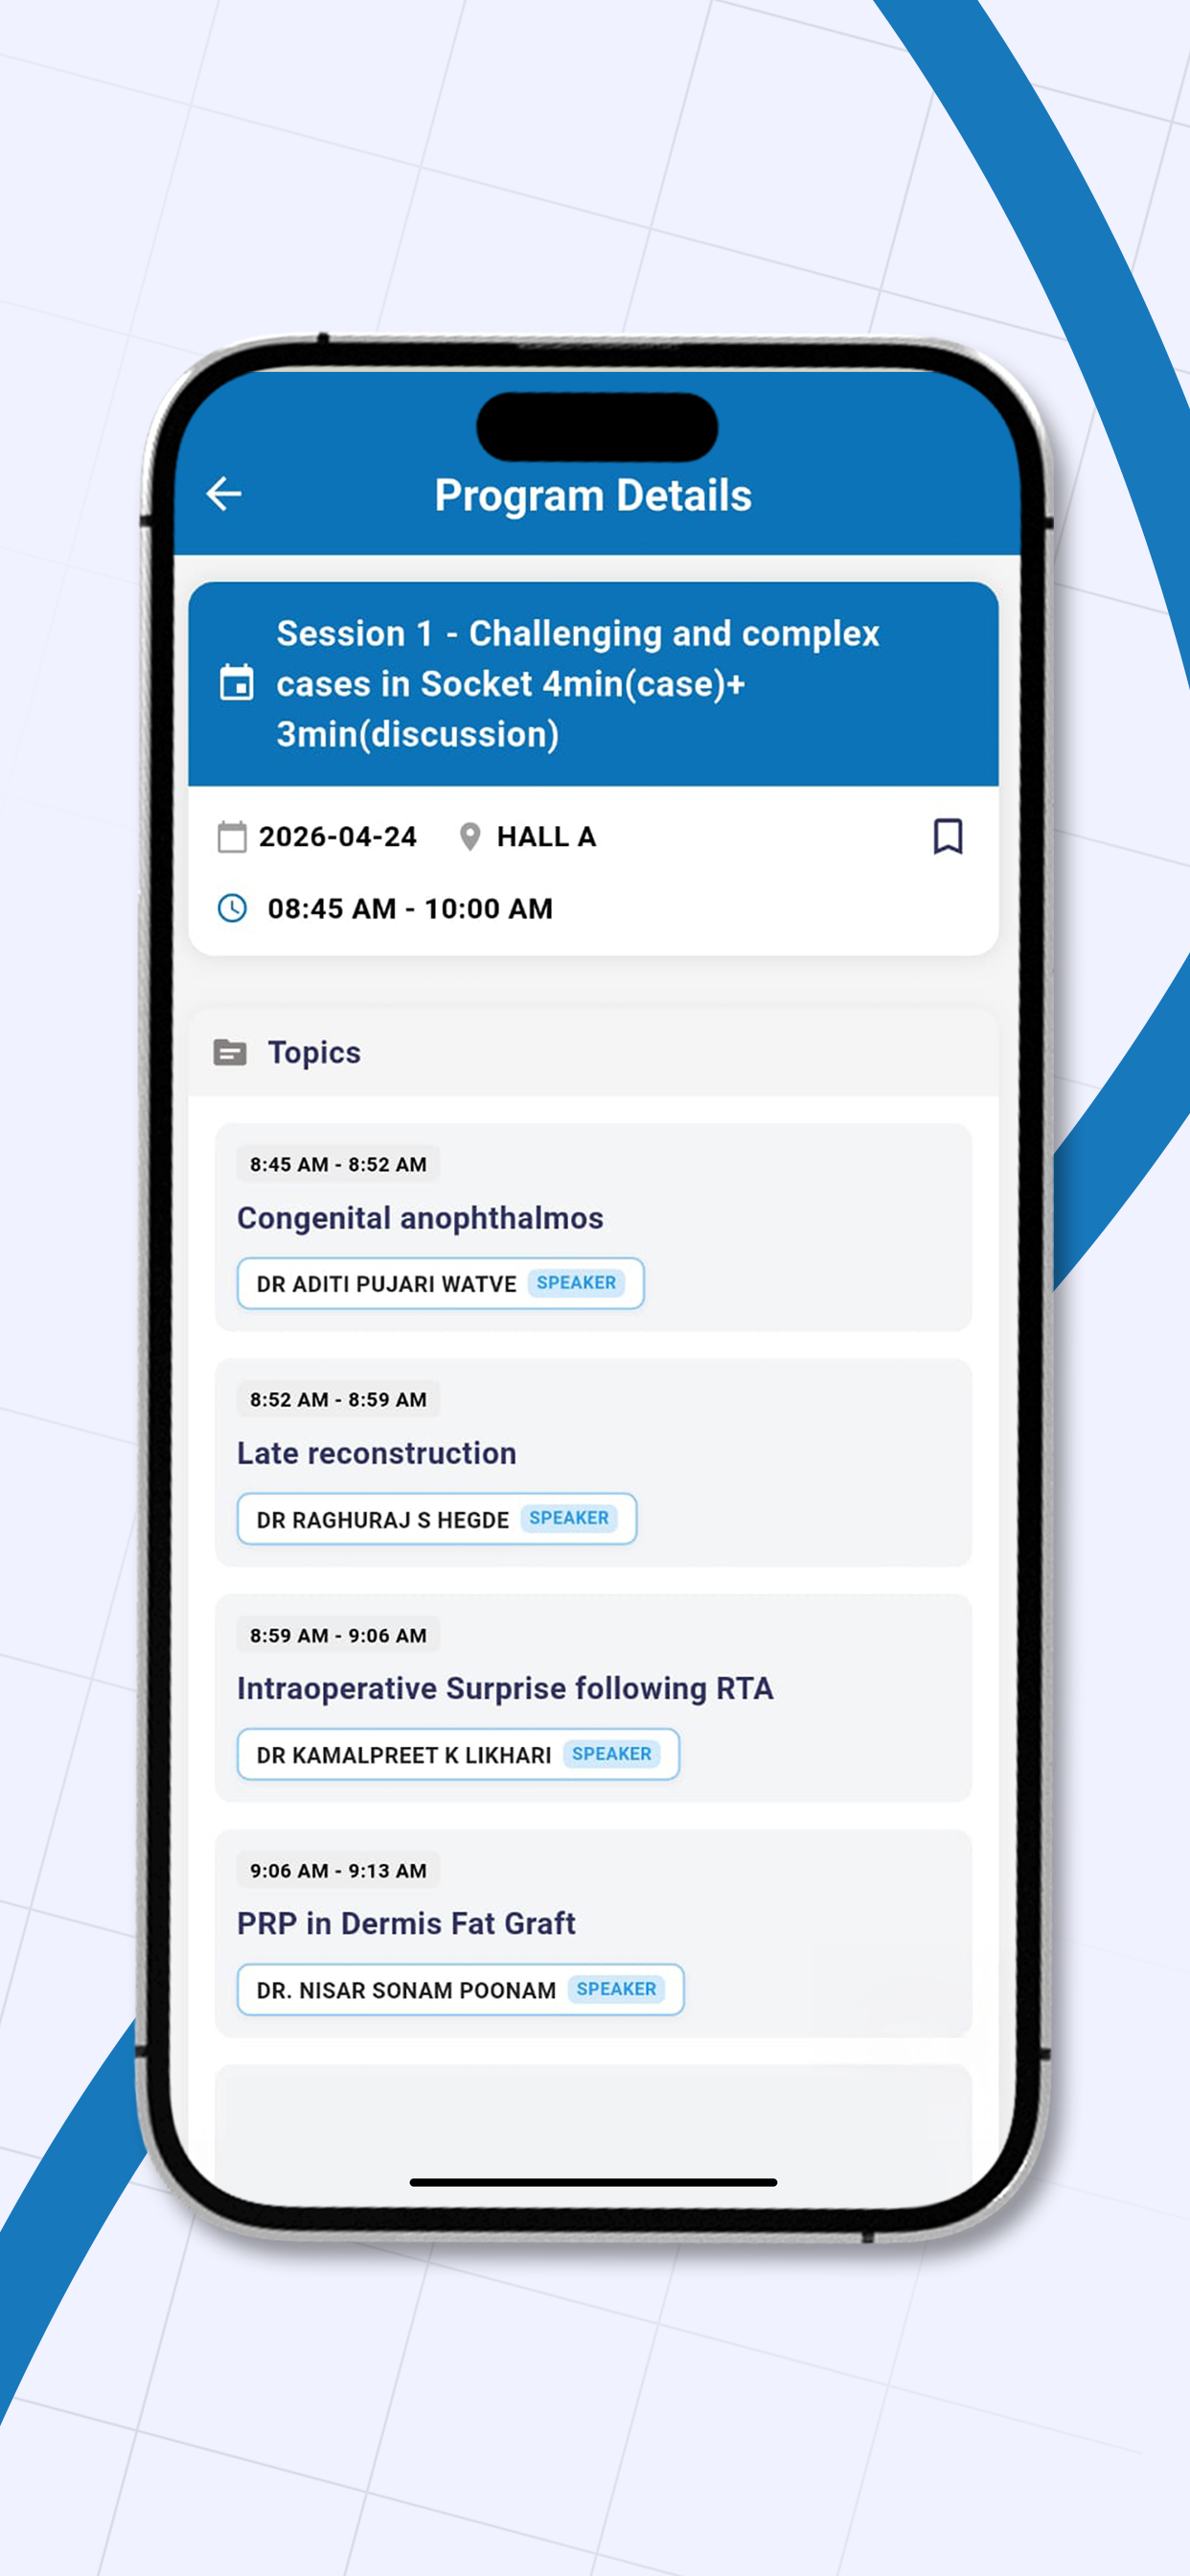 Program Details
Session 1 - Challenging and complex
cases in Socket 4min(case)+
3min(discussion)
2026-04-24 HALL A
08:45 AM - 10:00 AM
Topics
8:45 AM - 8:52 AM
Congenital anophthalmos
DR ADITI PUJARI WATVE SPEAKER
8:52 AM - 8:59 AM
Late reconstruction
DR RAGHURAJ S HEGDE SPEAKER
8:59 AM - 9:06 AM
Intraoperative Surprise following RTA
DR KAMALPREET K LIKHARI SPEAKER
9:06 AM - 9:13 AM
PRP in Dermis Fat Graft
DR. NISAR SONAM POONAM SPEAKER